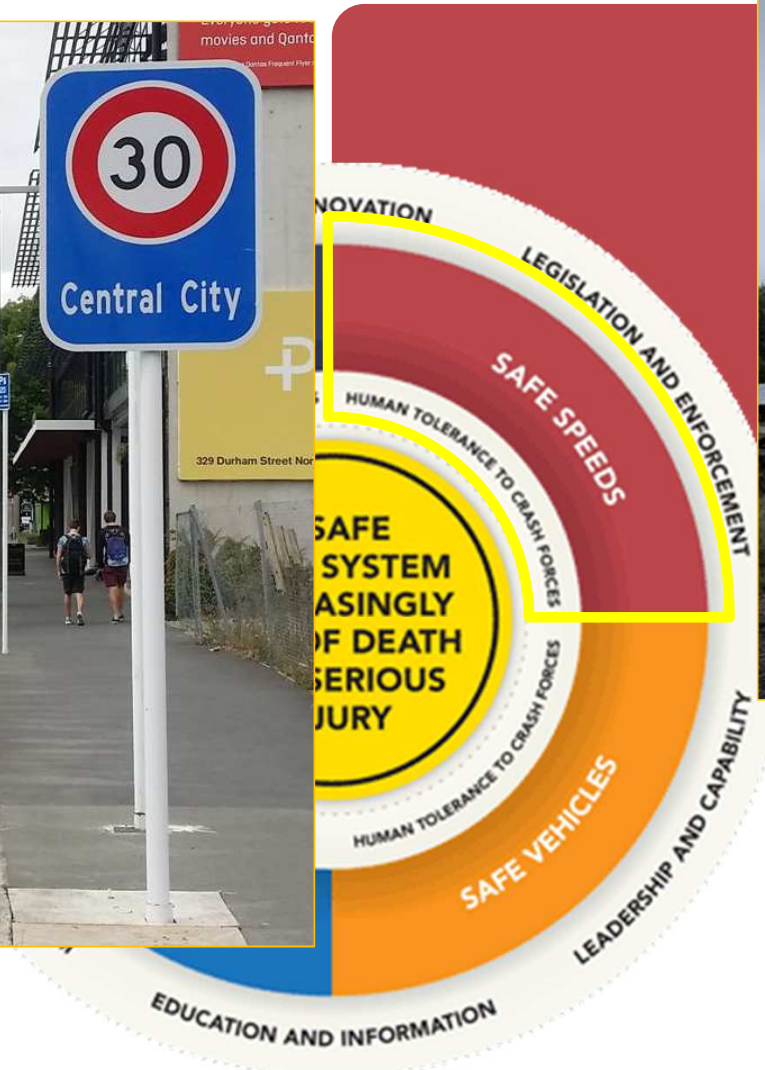 movies and Qanta
30
Central City
329 Durham Street Nor
NOVATION
LEGISLATION AND ENFORCEMENT
SAFE SPEEDS
HUMAN TOLERANCE TO CRASH FORCES
SAFE
SYSTEM
ASINGLY
OF DEATH
SERIOUS
JURY
HUMAN TOLERANCE TO CRASH FORCES
SAFE VEHICLES
LEADERSHIP AND CAPABILITY
EDUCATION AND INFORMATION